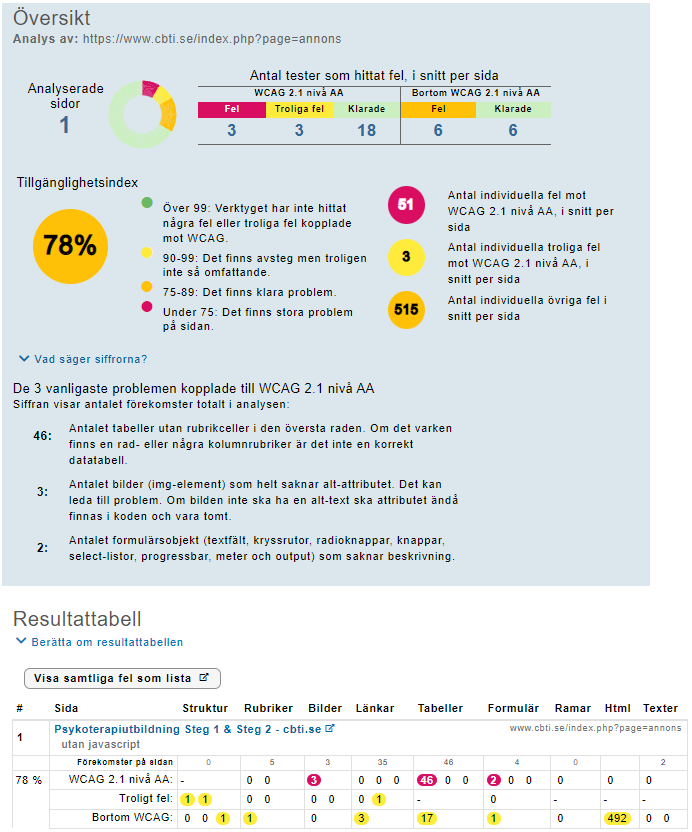 Översikt
Analys av: https://www.cbti.se/index.php?page=annons
Analyserade
sidor
1
Antal tester som hittat fel, i snitt per sida
WCAG 2.1 nivå AA Bortom WCAG 2.1 nivå AA
Fel Troliga fel Klarade Fel Klarade
3 3 18 6 6
Tillgänglighetsindex
78%
Över 99: Verktyget har inte hittat
några fel eller troliga fel kopplade
mot WCAG.
90-99: Det finns avsteg men troligen
inte så omfattande.
75-89: Det finns klara problem.
Under 75: Det finns stora problem
på sidan.
51
Antal individuella fel mot
WCAG 2.1 nivå AA, i snitt per
sida
3
Antal individuella troliga fel
mot WCAG 2.1 nivå AA, i
snitt per sida
515
Antal individuella övriga fel i
snitt per sida
Vad säger siffrorna?
De 3 vanligaste problemen kopplade till WCAG 2.1 nivå AA
Siffran visar antalet förekomster totalt i analysen:
46: Antalet tabeller utan rubrikceller i den översta raden. Om det varken
finns en rad- eller några kolumnrubriker är det inte en korrekt
datatabell.
3: Antalet bilder (img-element) som helt saknar alt-attributet. Det kan
leda till problem. Om bilden inte ska ha en alt-text ska attributet ändå
finnas i koden och vara tomt.
2: Antalet formulärsobjekt (textfält, kryssrutor, radioknappar, knappar,
select-listor, progressbar, meter och output) som saknar beskrivning.
Resultattabell
Berätta om resultattabellen
Visa samtliga fel som lista
# Sida Struktur Rubriker Bilder Länkar Tabeller Formulär Ramar Html Texter
1 Psykoterapiutbildning Steg 1 & Steg 2 - cbti.se www.cbti.se/index.php?page=annons
utan javascript
Förekomster på sidan 0 5 3 35 46 4 0 2
78 % WCAG 2.1 nivå AA: - 0 0 3 0 0 46 0 0 2 0 0 0 0 0
Troligt fel: 1 1 0 0 0 0 0 1 - 0 - - -
Bortom WCAG: 0 0 1 1 0 3 17 1 0 492 0 0